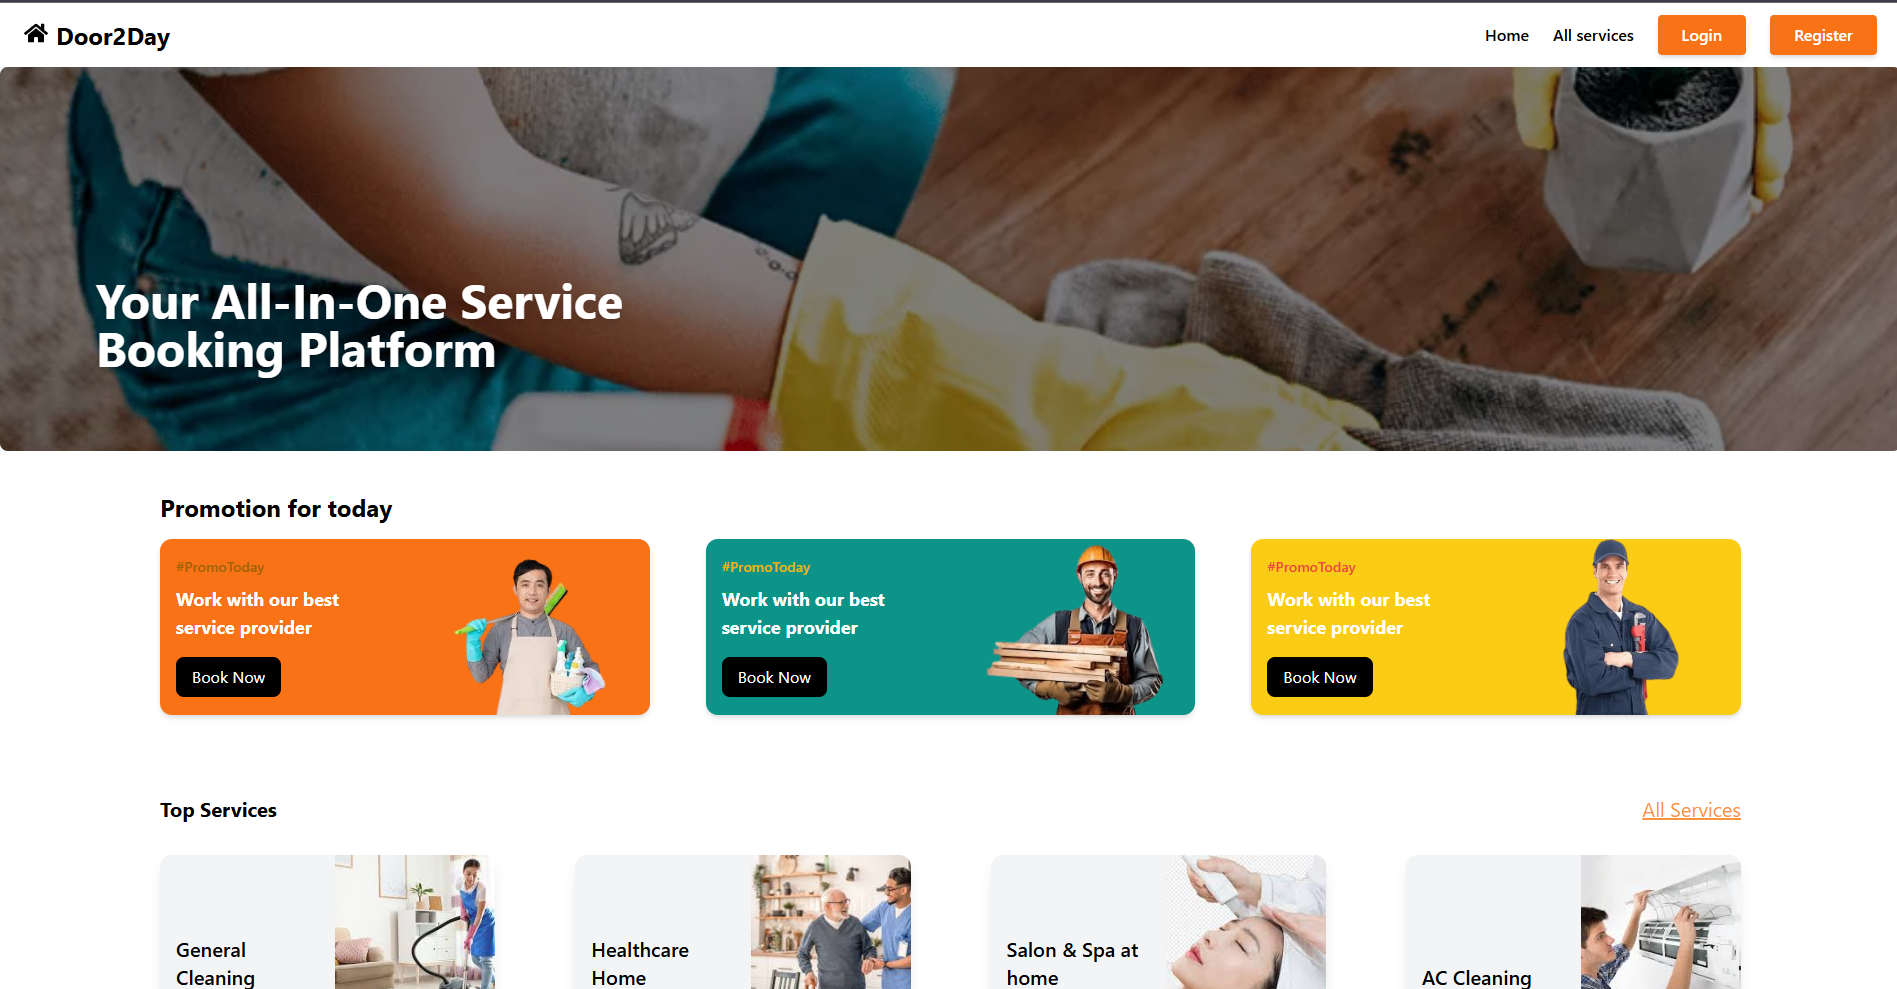 Door2Day
Home
All services
Login
Register
Your All-In-One Service
Booking Platform
Promotion for today
#PromoToday
Work with our best
service provider
Book Now
#PromoToday
Work with our best
service provider
Book Now
#PromoToday
Work with our best
service provider
Book Now
Top Services
All Services
General
Cleaning
Healthcare
Home
Salon & Spa at
home
AC Cleaning